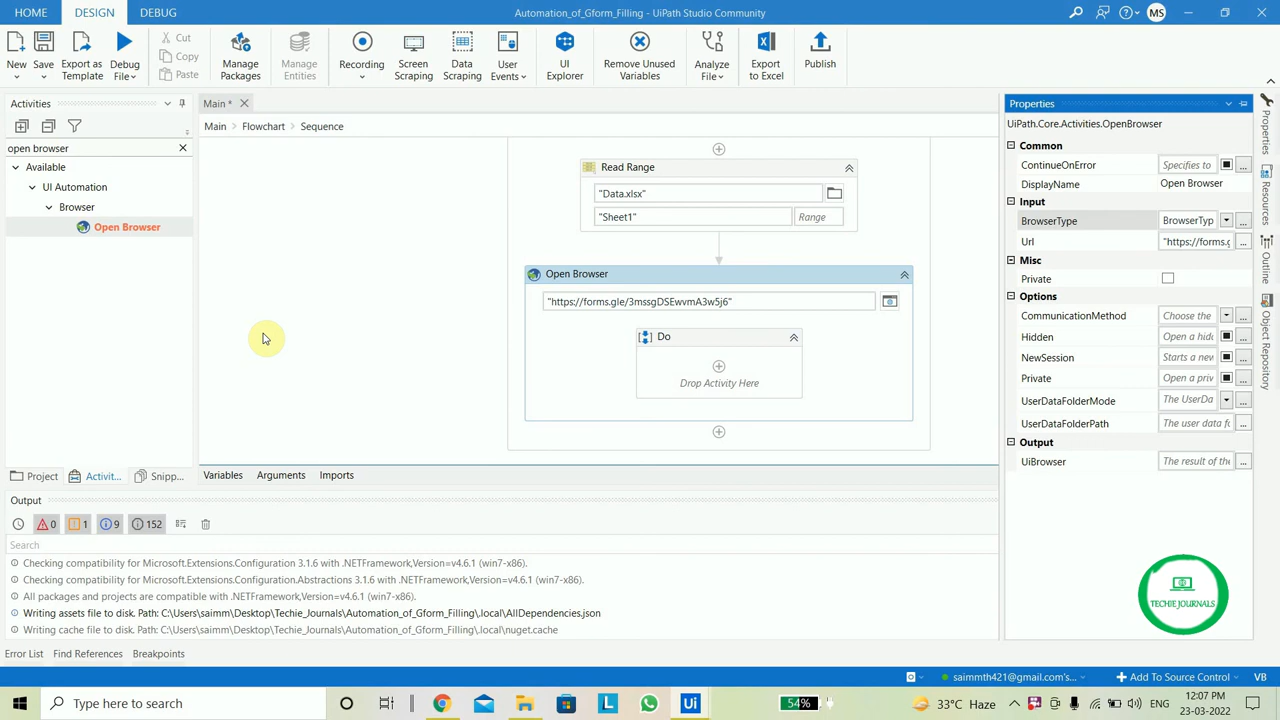 HOME DESIGN DEBUG
Automation_of_Gform_Filling - UiPath Studio Community
MS
New Save Export as Template Debug File
Cut
Copy
Paste
Manage Packages
Manage Entities
Recording
Screen Scraping
Data Scraping
User Events
UI Explorer
Remove Unused Variables
Analyze File
Export to Excel
Publish
Activities
open browser
Available
UI Automation
Browser
Open Browser
Project Activit... Snipp...
Main *
Main > Flowchart > Sequence
Read Range
"Data.xlsx"
"Sheet1" Range
Open Browser
"https://forms.gle/3mssgDSEwvmA3w5j6"
Do
Drop Activity Here
Variables Arguments Imports
Properties
UiPath.Core.Activities.OpenBrowser
Common
ContinueOnError Specifies to ...
DisplayName Open Browser
Input
BrowserType BrowserTyp ...
Url "https://forms.g ...
Misc
Private
Options
CommunicationMethod Choose the ...
Hidden Open a hidd ...
NewSession Starts a new ...
Private Open a priv ...
UserDataFolderMode The UserDa ...
UserDataFolderPath The user data fo ...
Output
UiBrowser The result of the ...
TECHIE JOURNALS
Properties
Resources
Outline
Object Repository
Output
0 1 9 152
Search
Checking compatibility for Microsoft.Extensions.Configuration 3.1.6 with .NETFramework,Version=v4.6.1 (win7-x86).
Checking compatibility for Microsoft.Extensions.Configuration.Abstractions 3.1.6 with .NETFramework,Version=v4.6.1 (win7-x86).
All packages and projects are compatible with .NETFramework,Version=v4.6.1 (win7-x86).
Writing assets file to disk. Path: C:\Users\saimm\Desktop\Techie_Journals\Automation_of_Gform_Filling\.local\AllDependencies.json
Writing cache file to disk. Path: C:\Users\saimm\Desktop\Techie_Journals\Automation_of_Gform_Filling\.local\nuget.cache
Error List Find References Breakpoints
saimmth421@gmail.com's... Add To Source Control VB
Type here to search
L
Ui
54%
33°C Haze
ENG
12:07 PM
23-03-2022